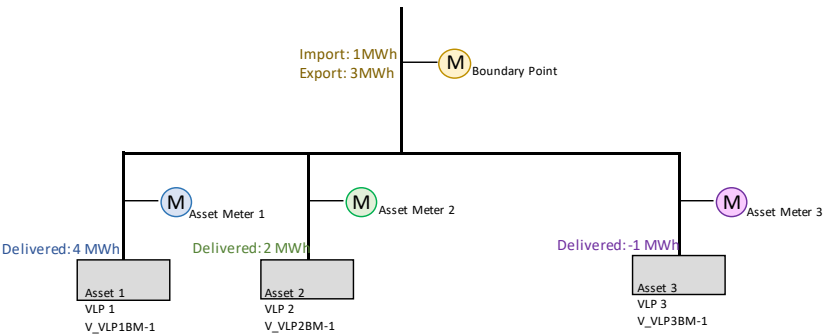 Import: 1MWh
Export: 3MWh
M
Boundary Point
M
Asset Meter 1
M
Asset Meter 2
M
Asset Meter 3
Delivered: 4 MWh
Delivered: 2 MWh
Delivered: -1 MWh
Asset 1
VLP 1
V_VLP1BM-1
Asset 2
VLP 2
V_VLP2BM-1
Asset 3
VLP 3
V_VLP3BM-1